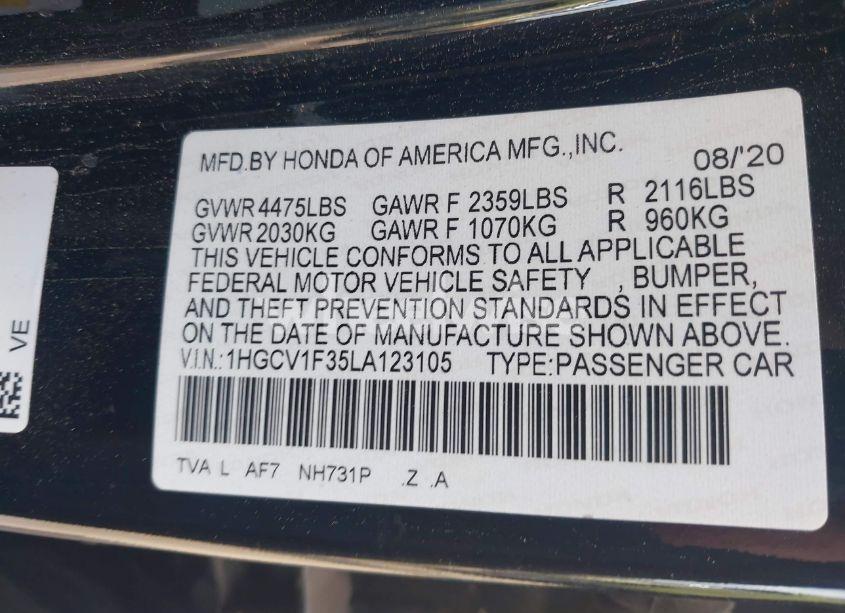 MFD.BY HONDA OF AMERICA MFG.,INC. 08/'20
GVWR 4475LBS GAWR F 2359LBS R 2116LBS
GVWR 2030KG GAWR F 1070KG R 960KG
THIS VEHICLE CONFORMS TO ALL APPLICABLE
FEDERAL MOTOR VEHICLE SAFETY , BUMPER,
AND THEFT PREVENTION STANDARDS IN EFFECT
ON THE DATE OF MANUFACTURE SHOWN ABOVE.
V.I.N.:1HGCV1F35LA123105 TYPE:PASSENGER CAR
TVA L AF7 NH731P .Z .A
VE